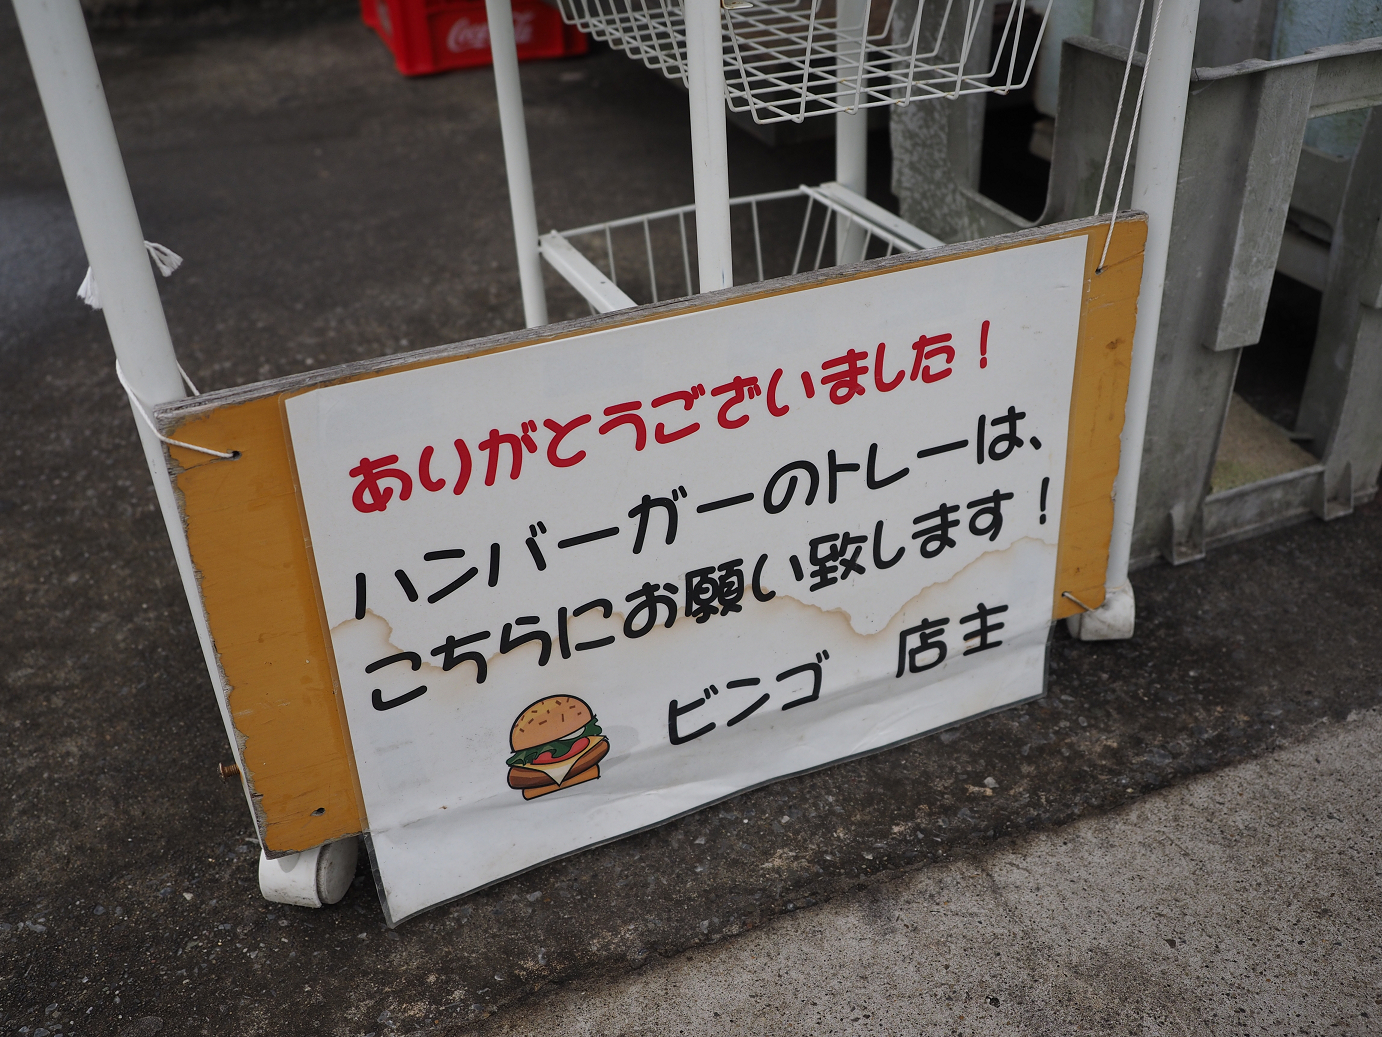 Coca-Cola
ありがとうございました！
ハンバーガーのトレーは、
こちらにお願い致します！
ビンゴ 店主